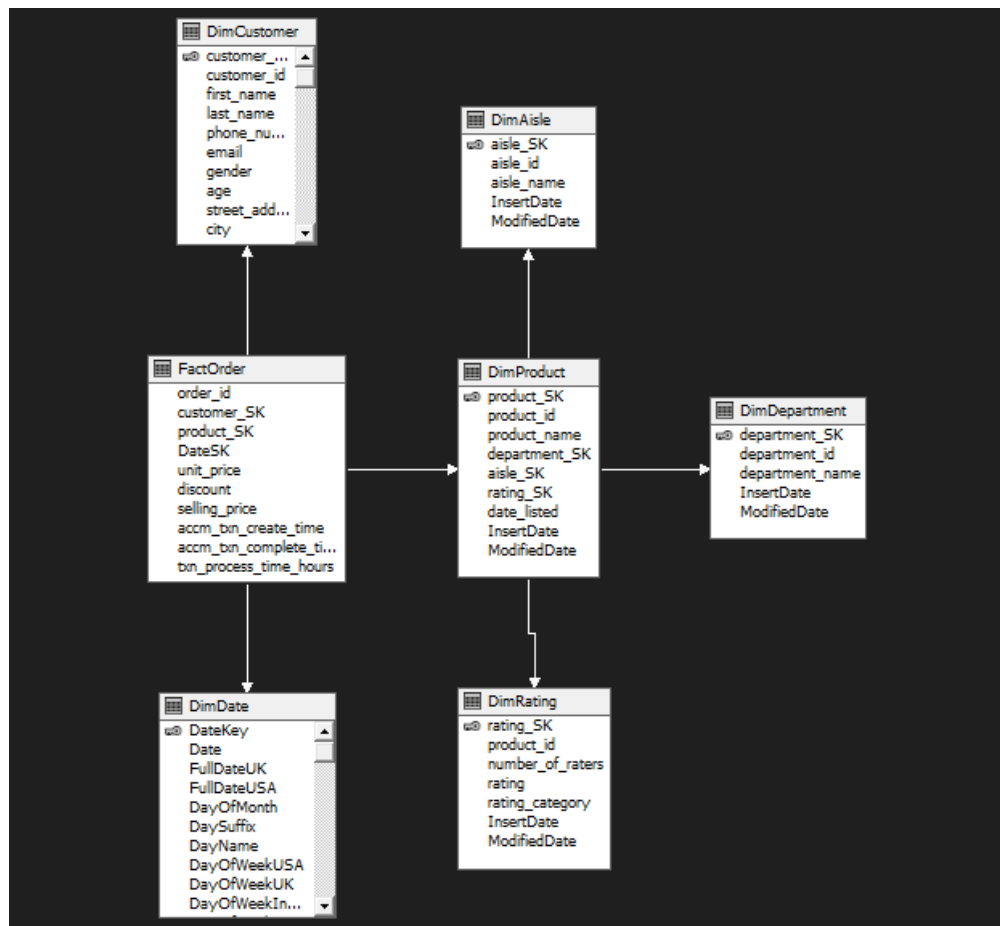 DimCustomer
customer_...
customer_id
first_name
last_name
phone_nu...
email
gender
age
street_add...
city
DimAisle
aisle_SK
aisle_id
aisle_name
InsertDate
ModifiedDate
FactOrder
order_id
customer_SK
product_SK
DateSK
unit_price
discount
selling_price
accm_txn_create_time
accm_txn_complete_ti...
txn_process_time_hours
DimProduct
product_SK
product_id
product_name
department_SK
aisle_SK
rating_SK
date_listed
InsertDate
ModifiedDate
DimDepartment
department_SK
department_id
department_name
InsertDate
ModifiedDate
DimDate
DateKey
Date
FullDateUK
FullDateUSA
DayOfMonth
DaySuffix
DayName
DayOfWeekUSA
DayOfWeekUK
DayOfWeekIn...
DimRating
rating_SK
product_id
number_of_raters
rating
rating_category
InsertDate
ModifiedDate